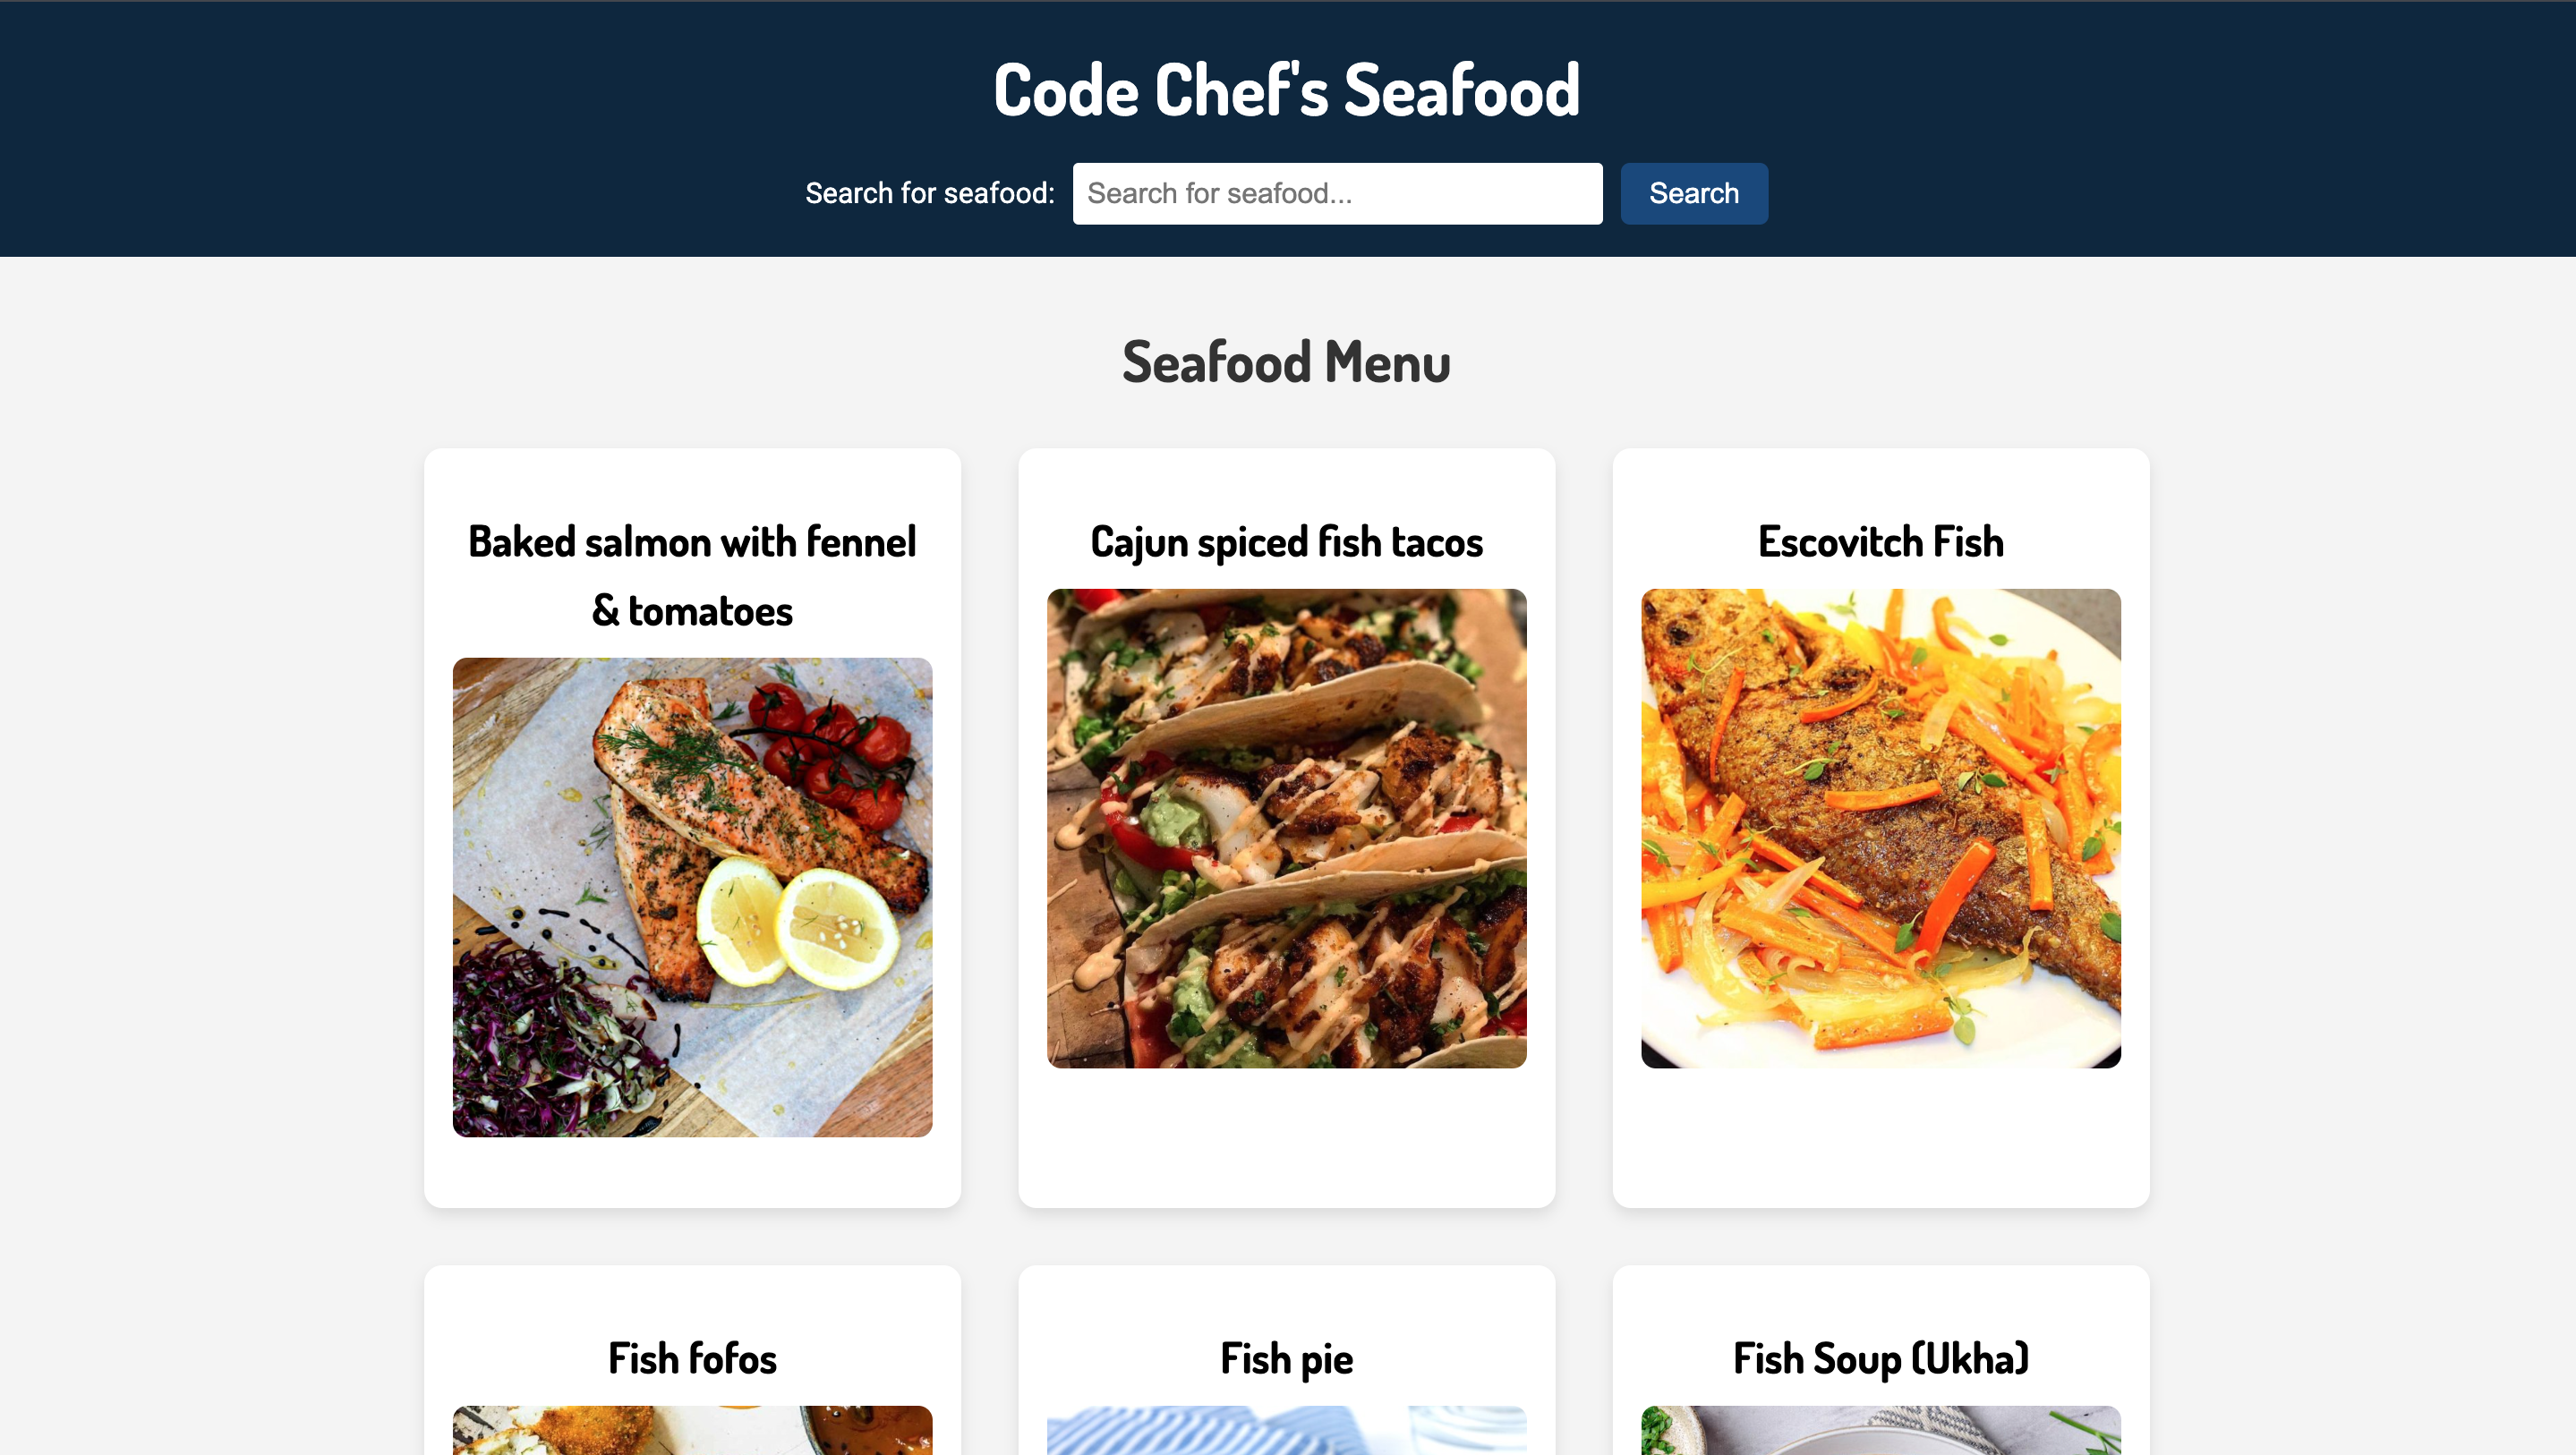 Code Chef's Seafood
Search for seafood: Search for seafood... Search
Seafood Menu
Baked salmon with fennel
& tomatoes
Cajun spiced fish tacos
Escovitch Fish
Fish fofos
Fish pie
Fish Soup (Ukha)